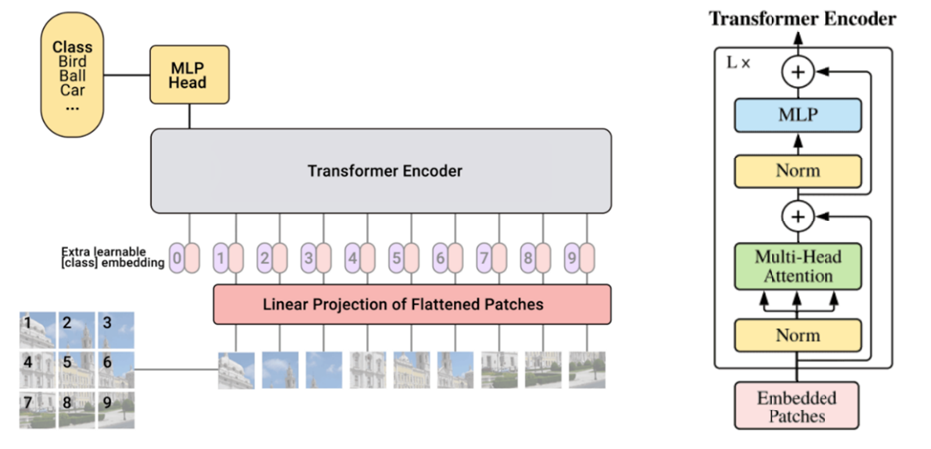 Class
Bird
Ball
Car
...
MLP
Head
Transformer Encoder
Extra learnable
[class] embedding
0 1 2 3 4 5 6 7 8 9
Linear Projection of Flattened Patches
1 2 3
4 5 6
7 8 9
Transformer Encoder
L ×
+
MLP
Norm
+
Multi-Head
Attention
Norm
Embedded
Patches